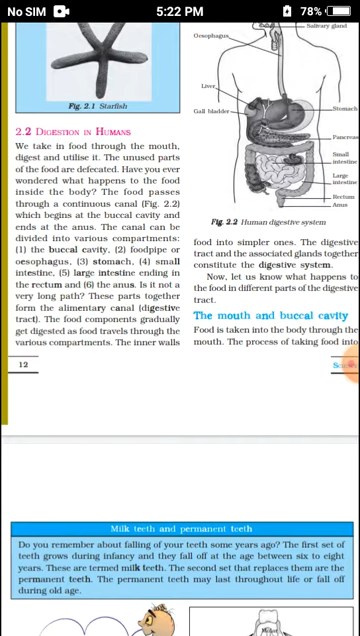 No SIM
5:22 PM
78%
Fig. 2.1 Starfish
2.2 DIGESTION IN HUMANS
We take in food through the mouth,
digest and utilise it. The unused parts
of the food are defecated. Have you ever
wondered what happens to the food
inside the body? The food passes
through a continuous canal (Fig. 2.2)
which begins at the buccal cavity and
ends at the anus. The canal can be
divided into various compartments:
(1) the buccal cavity, (2) foodpipe or
oesophagus, (3) stomach, (4) small
intestine, (5) large intestine ending in
the rectum and (6) the anus. Is it not a
very long path? These parts together
form the alimentary canal (digestive
tract). The food components gradually
get digested as food travels through the
various compartments. The inner walls
12
Salivary gland
Oesophagus
Liver
Gall bladder
Stomach
Pancreas
Small
intestine
Large
intestine
Rectum
Anus
Fig. 2.2 Human digestive system
food into simpler ones. The digestive
tract and the associated glands together
constitute the digestive system.
Now, let us know what happens to
the food in different parts of the digestive
tract.
The mouth and buccal cavity
Food is taken into the body through the
mouth. The process of taking food into
Milk teeth and permanent teeth
Do you remember about falling of your teeth some years ago? The first set of
teeth grows during infancy and they fall off at the age between six to eight
years. These are termed milk teeth. The second set that replaces them are the
permanent teeth. The permanent teeth may last throughout life or fall off
during old age.
Molar